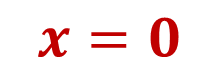 x = 0